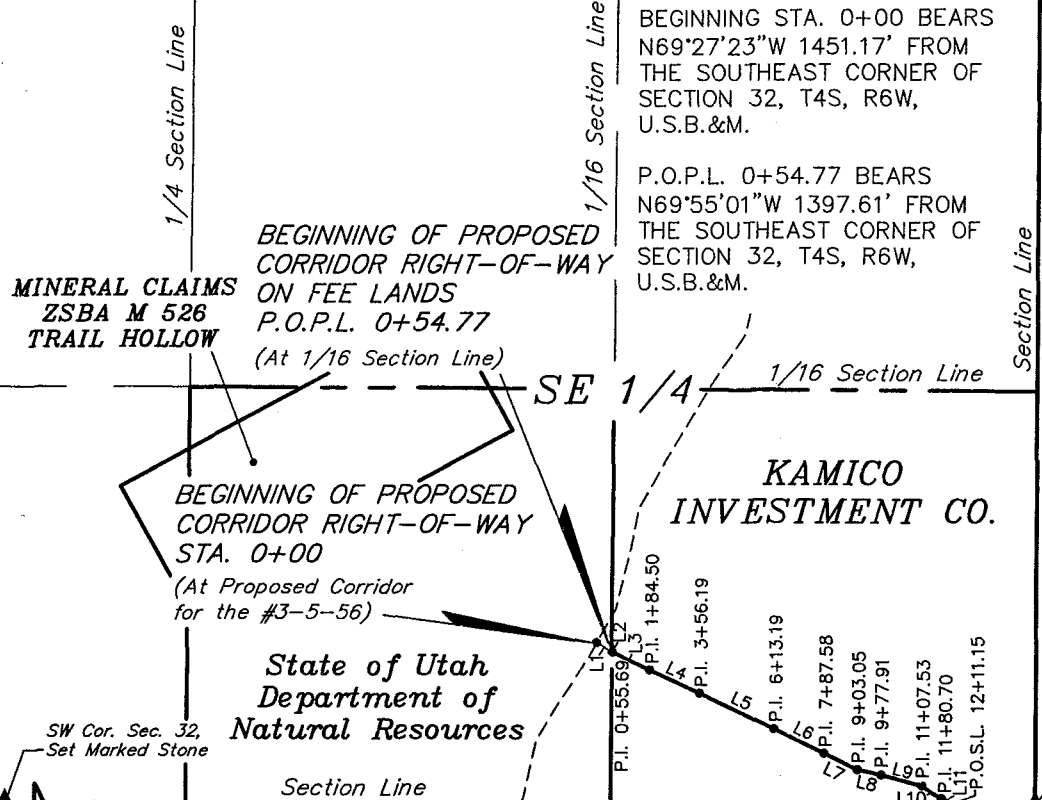 1/4 Section Line
1/16 Section Line
BEGINNING STA. 0+00 BEARS
N69°27'23"W 1451.17' FROM
THE SOUTHEAST CORNER OF
SECTION 32, T4S, R6W,
U.S.B.&M.
P.O.P.L. 0+54.77 BEARS
N69°55'01"W 1397.61' FROM
THE SOUTHEAST CORNER OF
SECTION 32, T4S, R6W,
U.S.B.&M.
Section Line
BEGINNING OF PROPOSED
CORRIDOR RIGHT-OF-WAY
ON FEE LANDS
P.O.P.L. 0+54.77
(At 1/16 Section Line)
MINERAL CLAIMS
ZSBA M 526
TRAIL HOLLOW
SE 1/4
1/16 Section Line
KAMICO
INVESTMENT CO.
BEGINNING OF PROPOSED
CORRIDOR RIGHT-OF-WAY
STA. 0+00
(At Proposed Corridor
for the #3-5-56)
State of Utah
Department of
Natural Resources
SW Cor. Sec. 32,
Set Marked Stone
Section Line
L1
L2
L3
P.I. 0+55.69
P.I. 1+84.50
L4
P.I. 3+56.19
L5
P.I. 6+13.19
L6
P.I. 7+87.58
L7
P.I. 9+03.05
L8
P.I. 9+77.91
L9
P.I. 11+07.53
L10
P.I. 11+80.70
L11
P.O.S.L. 12+11.15